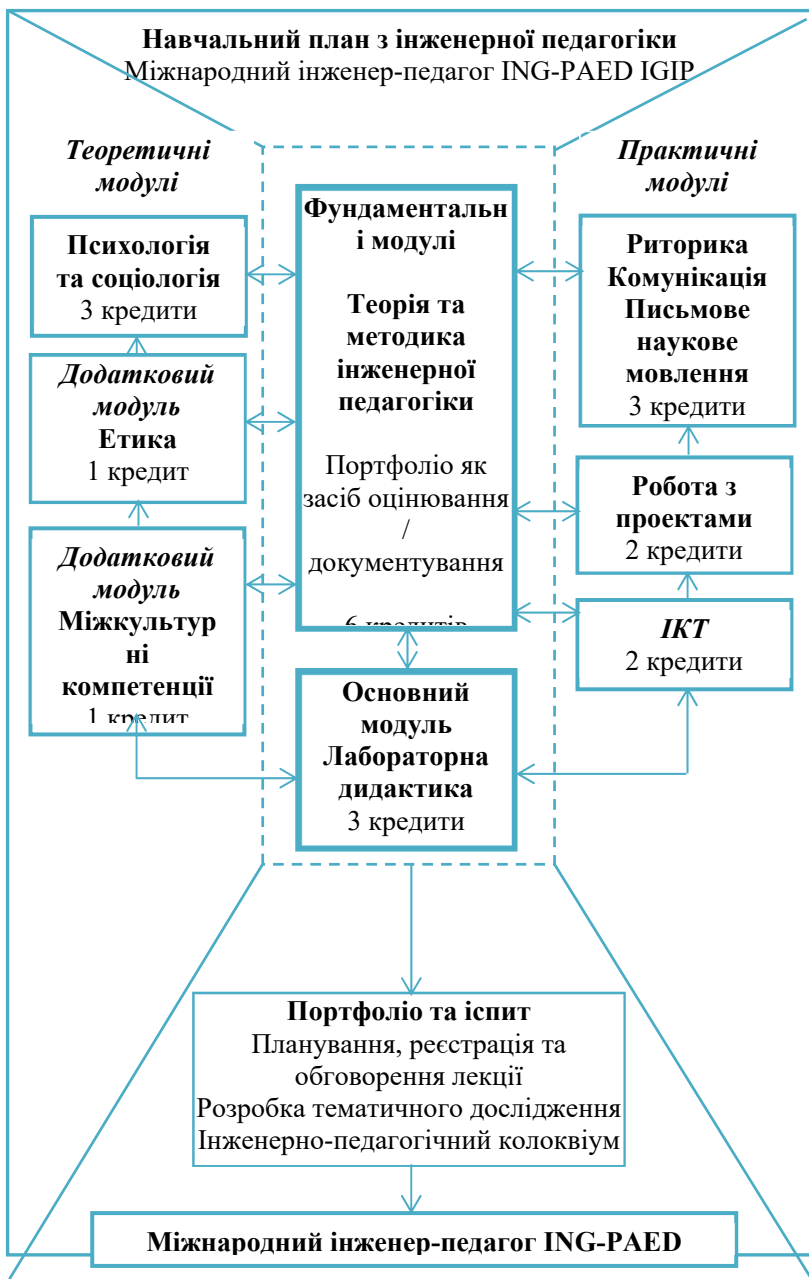 Навчальний план з інженерної педагогіки
Міжнародний інженер-педагог ING-PAED IGIP
Теоретичні
модулі
Психологія
та соціологія
3 кредити
Додатковий
модуль
Етика
1 кредит
Додатковий
модуль
Міжкультур
ні
компетенції
1 кредит
Фундаментальн
і модулі
Теорія та
методика
інженерної
педагогіки
Портфоліо як
засіб оцінювання
/
документування
6 кредитів
Основний
модуль
Лабораторна
дидактика
3 кредити
Практичні
модулі
Риторика
Комунікація
Письмове
наукове
мовлення
3 кредити
Робота з
проектами
2 кредити
ІКТ
2 кредити
Портфоліо та іспит
Планування, реєстрація та
обговорення лекції
Розробка тематичного дослідження
Інженерно-педагогічний колоквіум
Міжнародний інженер-педагог ING-PAED